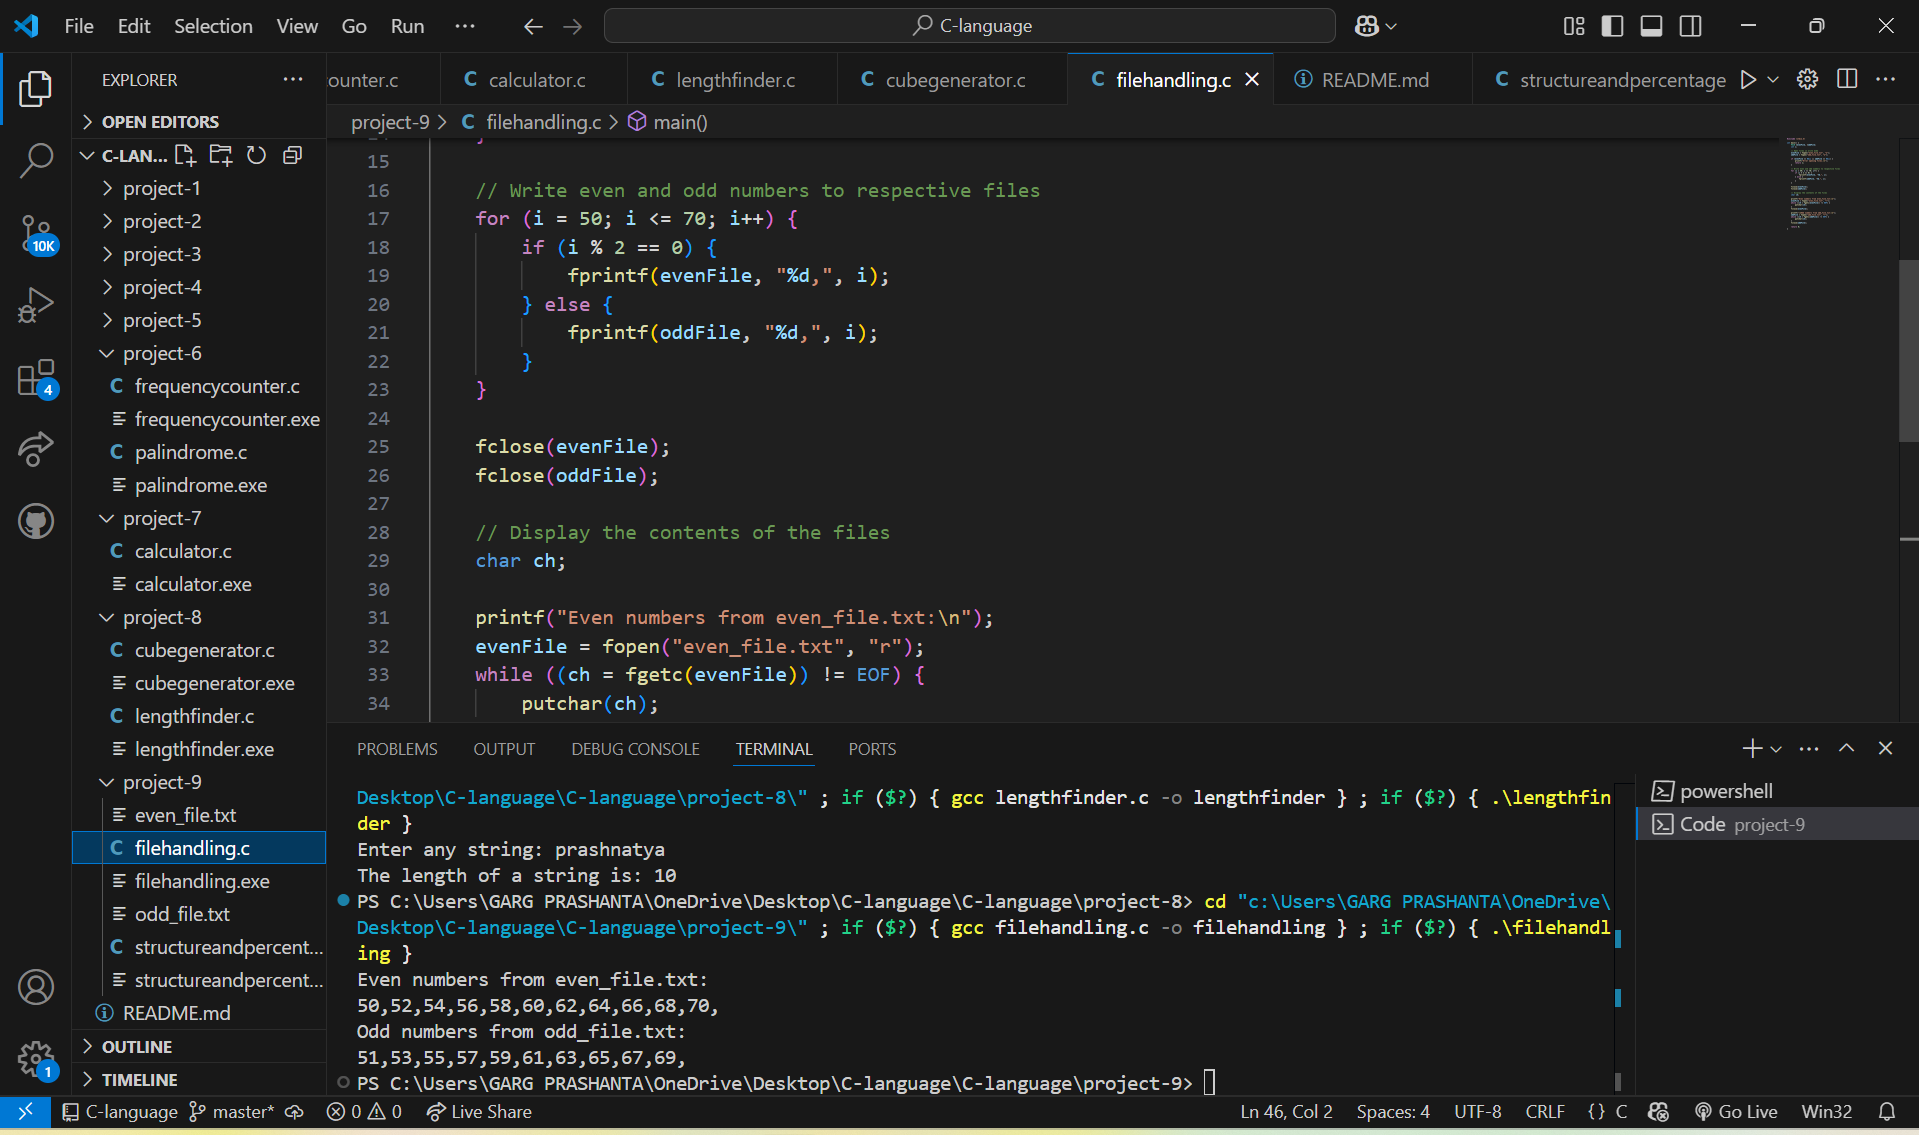 File Edit Selection View Go Run ··· C-language
EXPLORER ···
OPEN EDITORS
C-LAN...
project-1
project-2
project-3
project-4
project-5
project-6
C frequencycounter.c
frequencycounter.exe
C palindrome.c
palindrome.exe
project-7
C calculator.c
calculator.exe
project-8
C cubegenerator.c
cubegenerator.exe
C lengthfinder.c
lengthfinder.exe
project-9
even_file.txt
C filehandling.c
filehandling.exe
odd_file.txt
C structureandpercent...
structureandpercent...
README.md
OUTLINE
TIMELINE
10K
4
1
ounter.c C calculator.c C lengthfinder.c C cubegenerator.c C filehandling.c README.md C structureandpercentage
project-9 > C filehandling.c > main()
15
16 // Write even and odd numbers to respective files
17 for (i = 50; i <= 70; i++) {
18 if (i % 2 == 0) {
19 fprintf(evenFile, "%d,", i);
20 } else {
21 fprintf(oddFile, "%d,", i);
22 }
23 }
24
25 fclose(evenFile);
26 fclose(oddFile);
27
28 // Display the contents of the files
29 char ch;
30
31 printf("Even numbers from even_file.txt:\n");
32 evenFile = fopen("even_file.txt", "r");
33 while ((ch = fgetc(evenFile)) != EOF) {
34 putchar(ch);
PROBLEMS OUTPUT DEBUG CONSOLE TERMINAL PORTS
Desktop\C-language\C-language\project-8\" ; if ($?) { gcc lengthfinder.c -o lengthfinder } ; if ($?) { .\lengthfin
der }
Enter any string: prashnatya
The length of a string is: 10
PS C:\Users\GARG PRASHANTA\OneDrive\Desktop\C-language\C-language\project-8> cd "c:\Users\GARG PRASHANTA\OneDrive\
Desktop\C-language\C-language\project-9\" ; if ($?) { gcc filehandling.c -o filehandling } ; if ($?) { .\filehandl
ing }
Even numbers from even_file.txt:
50,52,54,56,58,60,62,64,66,68,70,
Odd numbers from odd_file.txt:
51,53,55,57,59,61,63,65,67,69,
PS C:\Users\GARG PRASHANTA\OneDrive\Desktop\C-language\C-language\project-9>
powershell
Code project-9
C-language master* 0 0 Live Share Ln 46, Col 2 Spaces: 4 UTF-8 CRLF {} C Go Live Win32